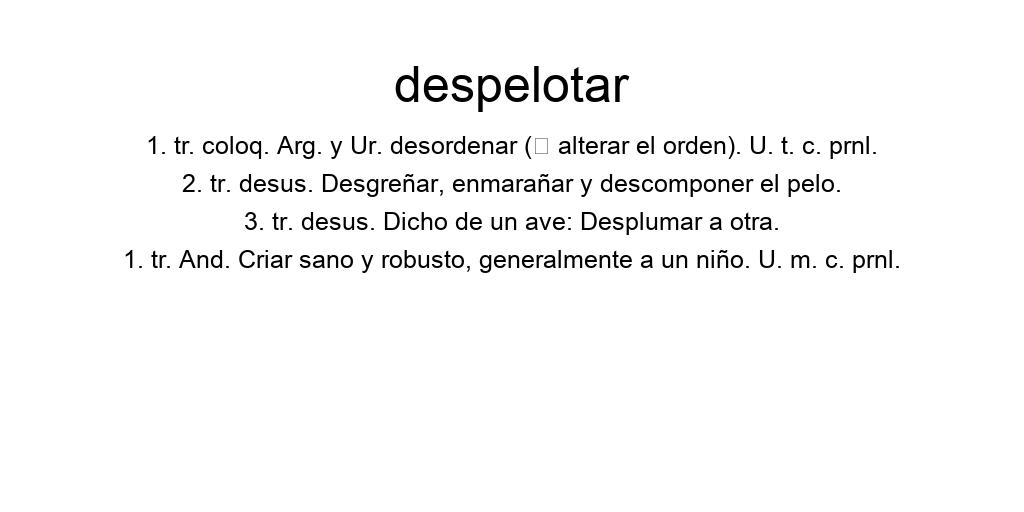 despelotar
1. tr. coloq. Arg. y Ur. desordenar (□ alterar el orden). U. t. c. prnl.
2. tr. desus. Desgreñar, enmarañar y descomponer el pelo.
3. tr. desus. Dicho de un ave: Desplumar a otra.
1. tr. And. Criar sano y robusto, generalmente a un niño. U. m. c. prnl.